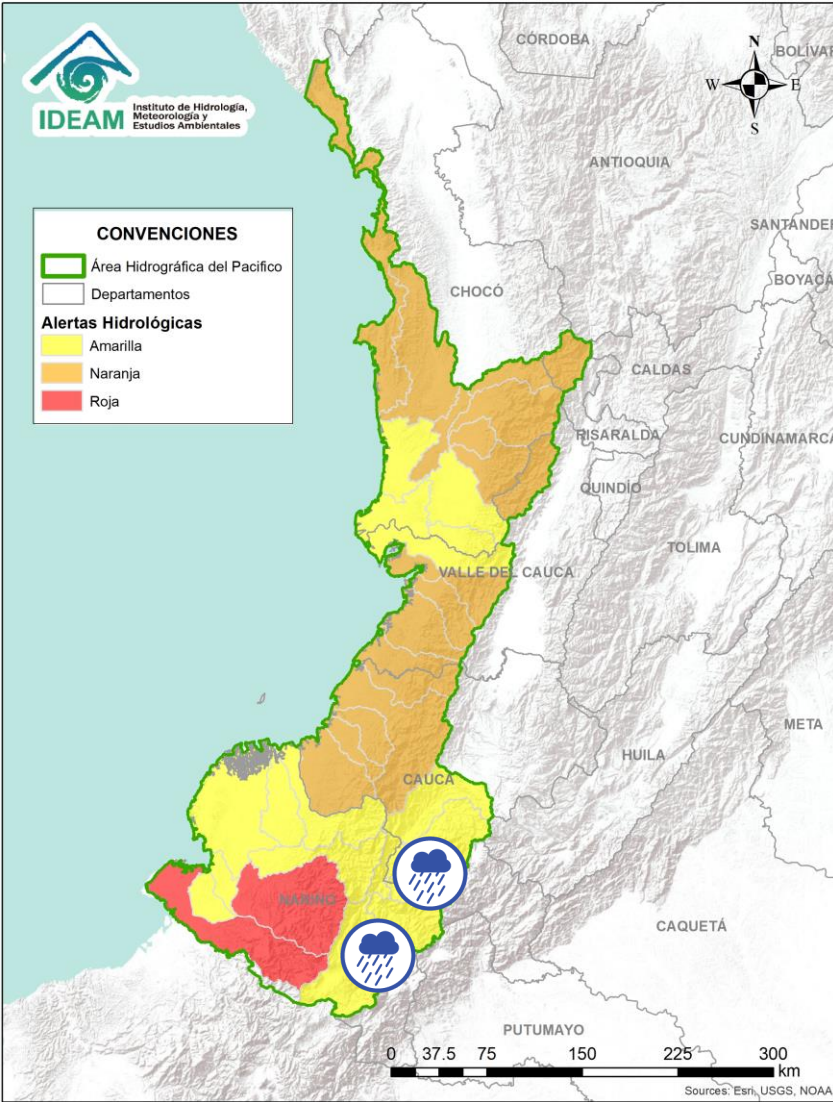 IDEAM
Instituto de Hidrología,
Meteorología y
Estudios Ambientales
CONVENCIONES
Área Hidrográfica del Pacifico
Departamentos
Alertas Hidrológicas
Amarilla
Naranja
Roja
N
W
E
S
CÓRDOBA
BOLÍVAR
ANTIOQUIA
SANTANDER
BOYACÁ
CHOCÓ
CALDAS
RISARALDA
CUNDINAMARCA
QUINDÍO
TOLIMA
VALLE DEL CAUCA
META
HUILA
CAUCA
NARIÑO
CAQUETÁ
PUTUMAYO
0 37.5 75 150 225 300
km
Sources: Esri, USGS, NOAA